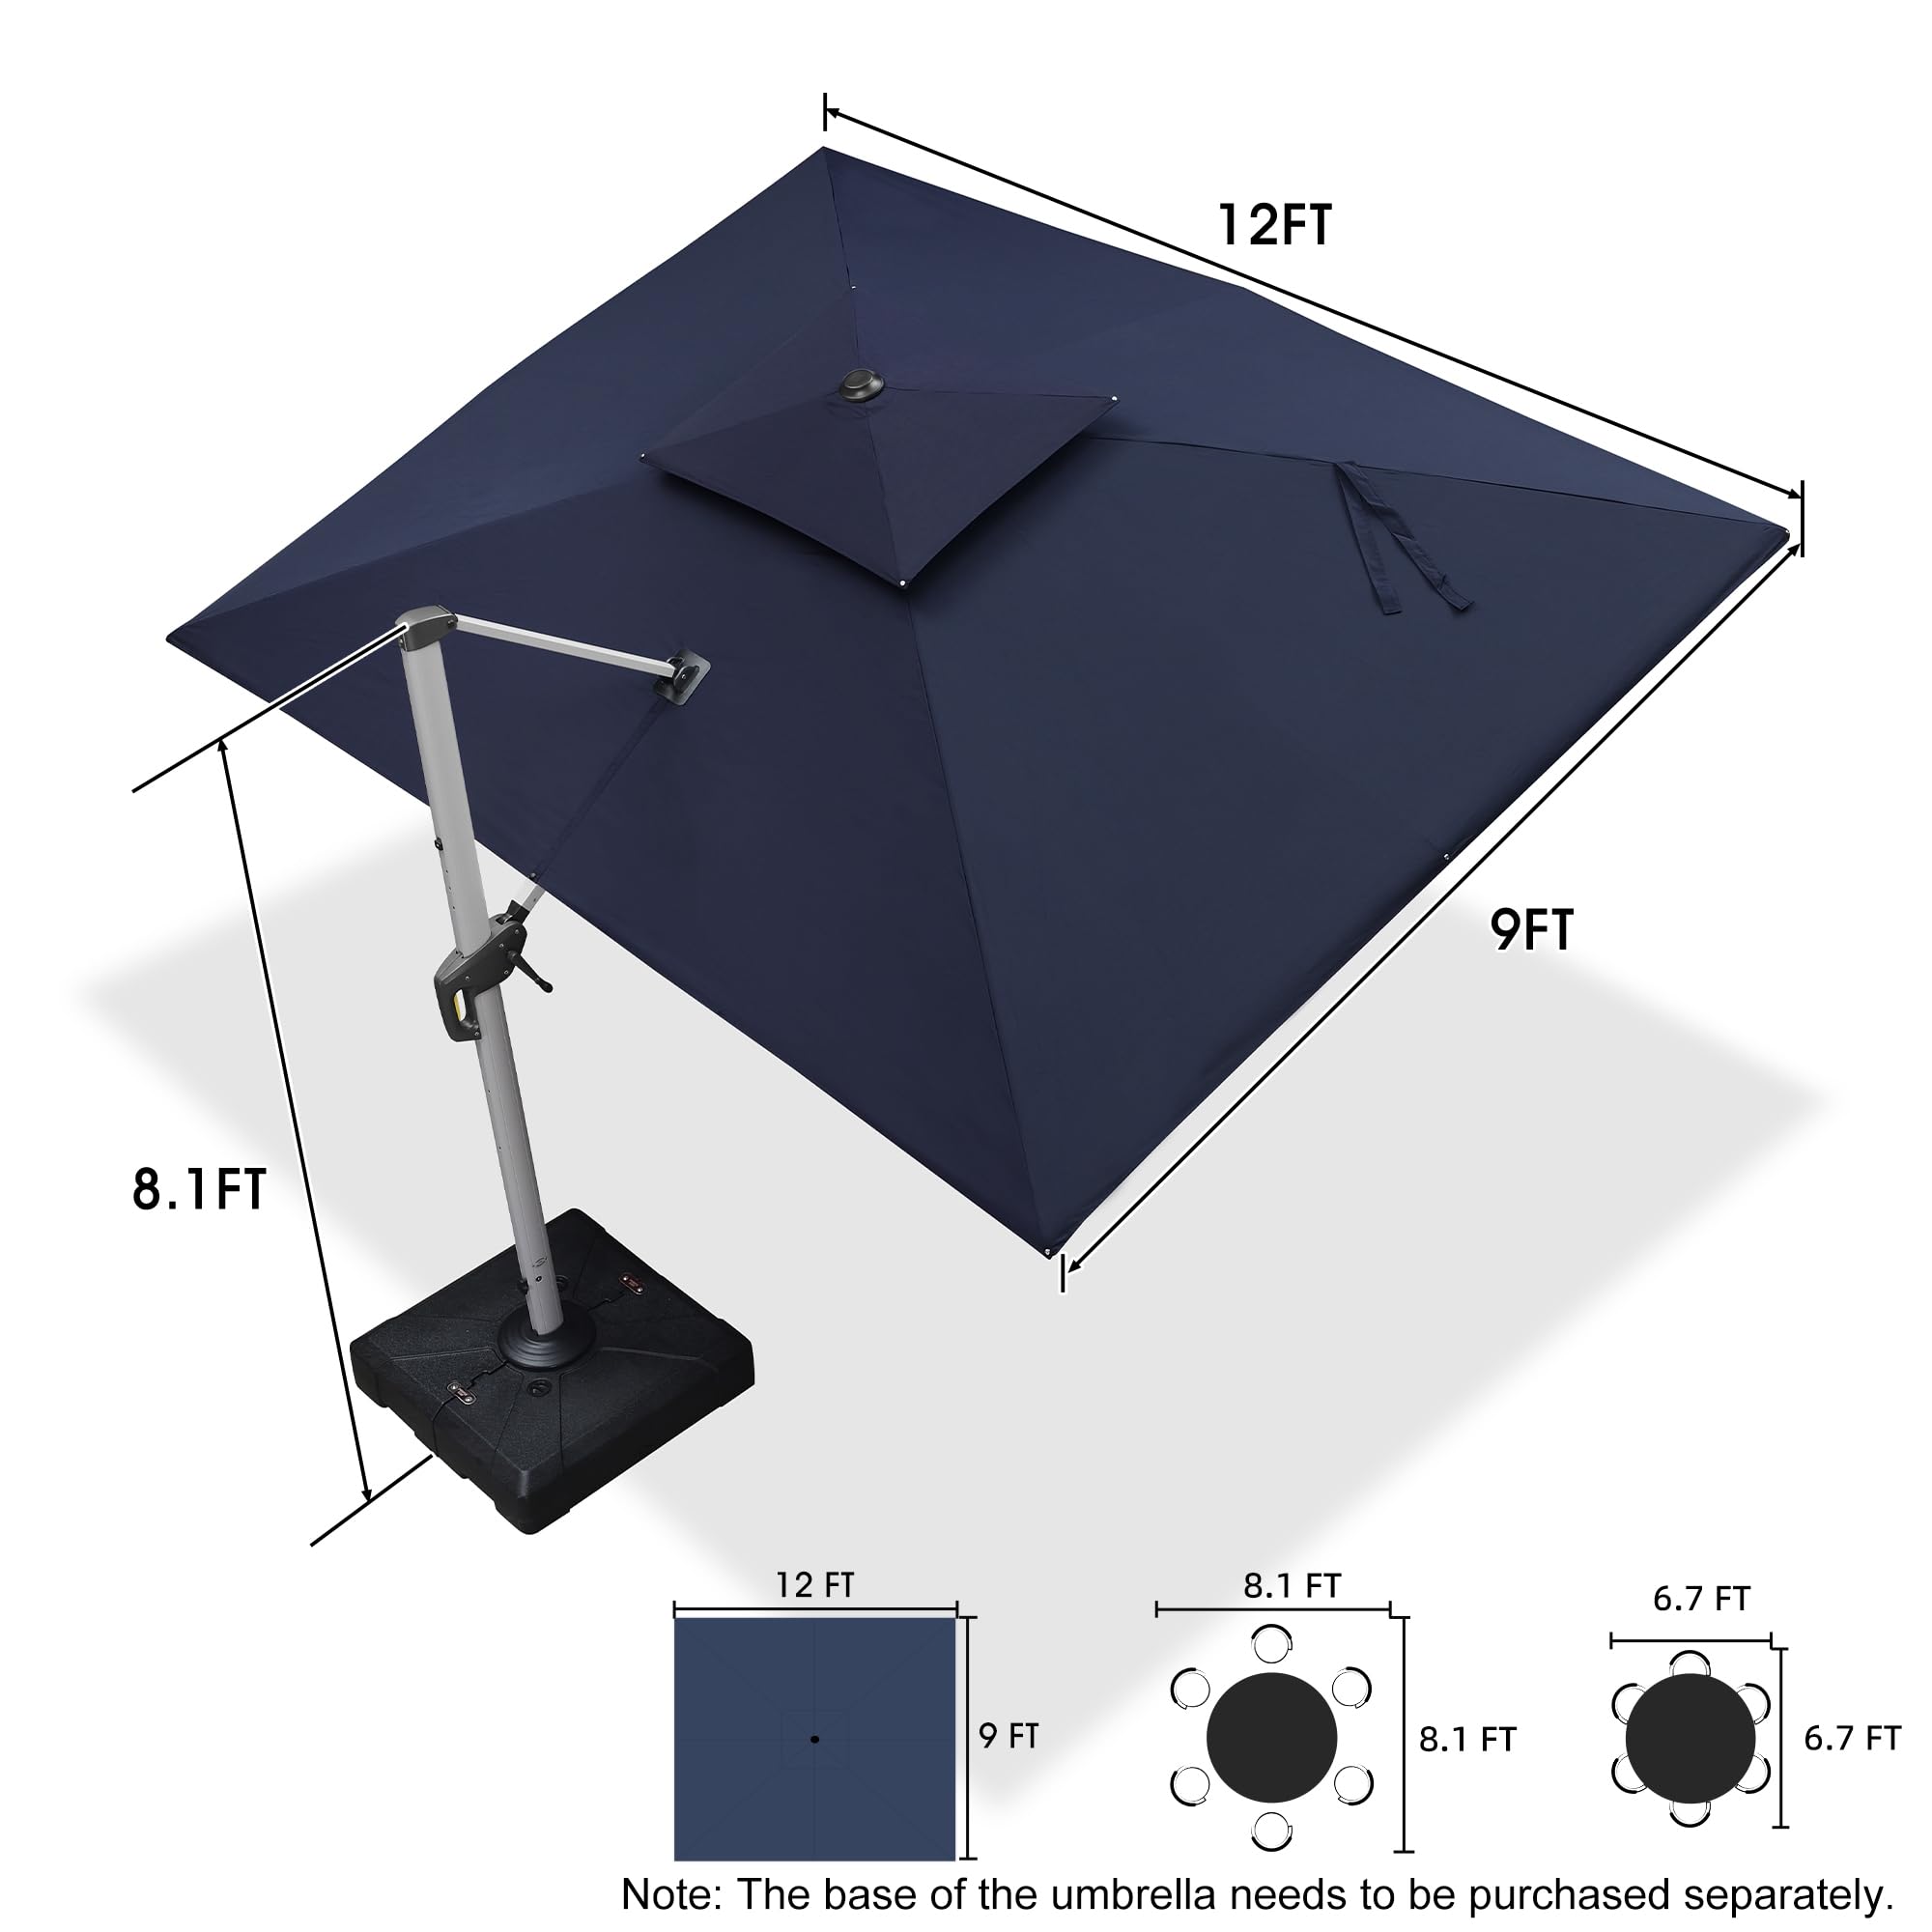 12FT
9FT
8.1FT
12 FT
9 FT
8.1 FT
8.1 FT
6.7 FT
6.7 FT
Note: The base of the umbrella needs to be purchased separately.